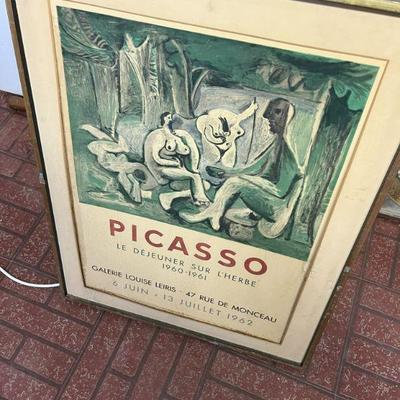 PICASSO
LE DÉJEUNER SUR L'HERBE
1960-1961
GALERIE LOUISE LEIRIS - 47 RUE DE MONCEAU
6 JUIN - 13 JUILLET 1962